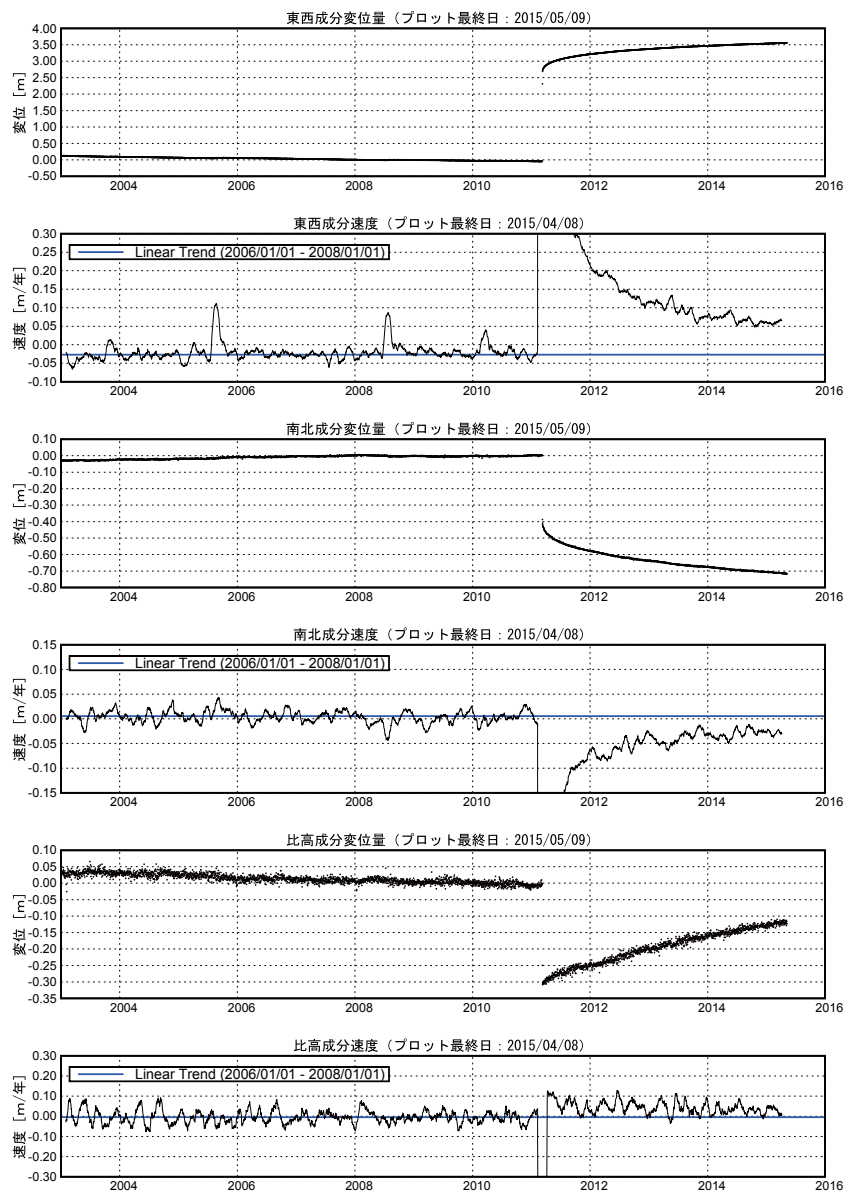 東西成分変位量（プロット最終日：2015/05/09）
4.00
3.50
3.00
2.50
2.00
1.50
1.00
0.50
0.00
-0.50
変位 [m]
2004 2006 2008 2010 2012 2014 2016
東西成分速度（プロット最終日：2015/04/08）
0.30
0.25
0.20
0.15
0.10
0.05
0.00
-0.05
-0.10
速度 [m/年]
Linear Trend (2006/01/01 - 2008/01/01)
2004 2006 2008 2010 2012 2014 2016
南北成分変位量（プロット最終日：2015/05/09）
0.10
0.00
-0.10
-0.20
-0.30
-0.40
-0.50
-0.60
-0.70
-0.80
変位 [m]
2004 2006 2008 2010 2012 2014 2016
南北成分速度（プロット最終日：2015/04/08）
0.15
0.10
0.05
0.00
-0.05
-0.10
-0.15
速度 [m/年]
Linear Trend (2006/01/01 - 2008/01/01)
2004 2006 2008 2010 2012 2014 2016
比高成分変位量（プロット最終日：2015/05/09）
0.10
0.05
0.00
-0.05
-0.10
-0.15
-0.20
-0.25
-0.30
-0.35
変位 [m]
2004 2006 2008 2010 2012 2014 2016
比高成分速度（プロット最終日：2015/04/08）
0.30
0.20
0.10
0.00
-0.10
-0.20
-0.30
速度 [m/年]
Linear Trend (2006/01/01 - 2008/01/01)
2004 2006 2008 2010 2012 2014 2016